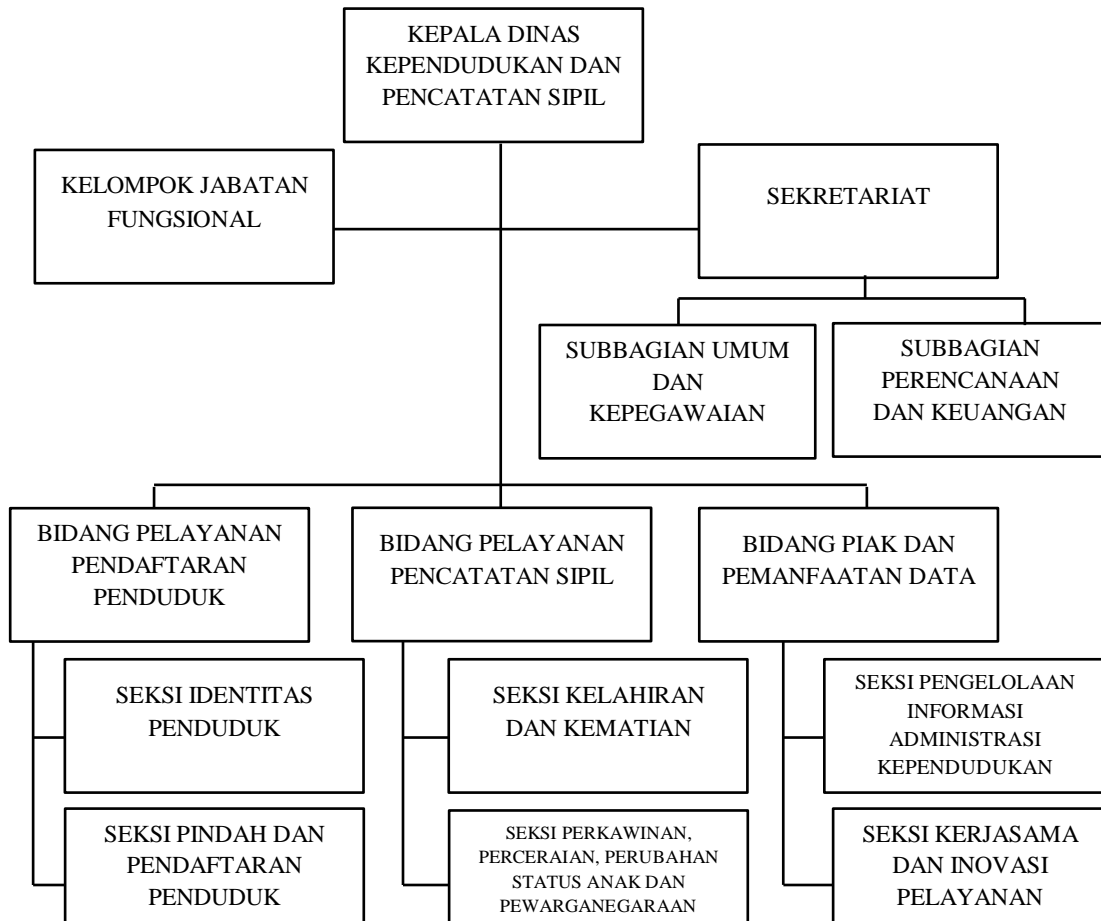 KEPALA DINAS
KEPENDUDUKAN DAN
PENCATATAN SIPIL
KELOMPOK JABATAN
FUNGSIONAL
SEKRETARIAT
SUBBAGIAN UMUM
DAN
KEPEGAWAIAN
SUBBAGIAN
PERENCANAAN
DAN KEUANGAN
BIDANG PELAYANAN
PENDAFTARAN
PENDUDUK
BIDANG PELAYANAN
PENCATATAN SIPIL
BIDANG PIAK DAN
PEMANFAATAN DATA
SEKSI IDENTITAS
PENDUDUK
SEKSI KELAHIRAN
DAN KEMATIAN
SEKSI PENGELOLAAN
INFORMASI
ADMINISTRASI
KEPENDUDUKAN
SEKSI PINDAH DAN
PENDAFTARAN
PENDUDUK
SEKSI PERKAWINAN,
PERCERAIAN, PERUBAHAN
STATUS ANAK DAN
PEWARGANEGARAAN
SEKSI KERJASAMA
DAN INOVASI
PELAYANAN